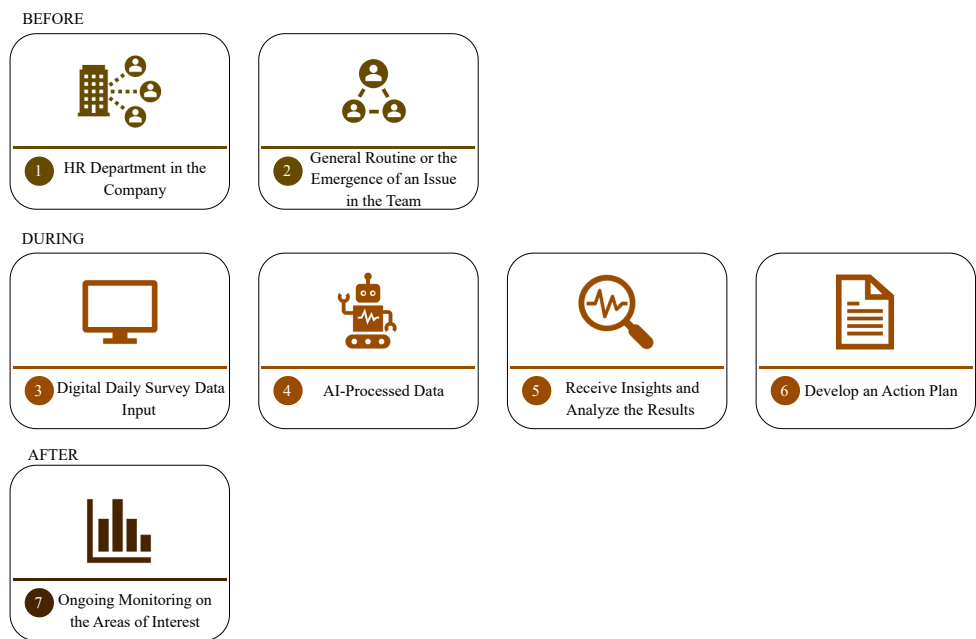 BEFORE
1
HR Department in the
Company
2
General Routine or the
Emergence of an Issue
in the Team
DURING
3
Digital Daily Survey Data
Input
4
AI-Processed Data
5
Receive Insights and
Analyze the Results
6
Develop an Action Plan
AFTER
7
Ongoing Monitoring on
the Areas of Interest